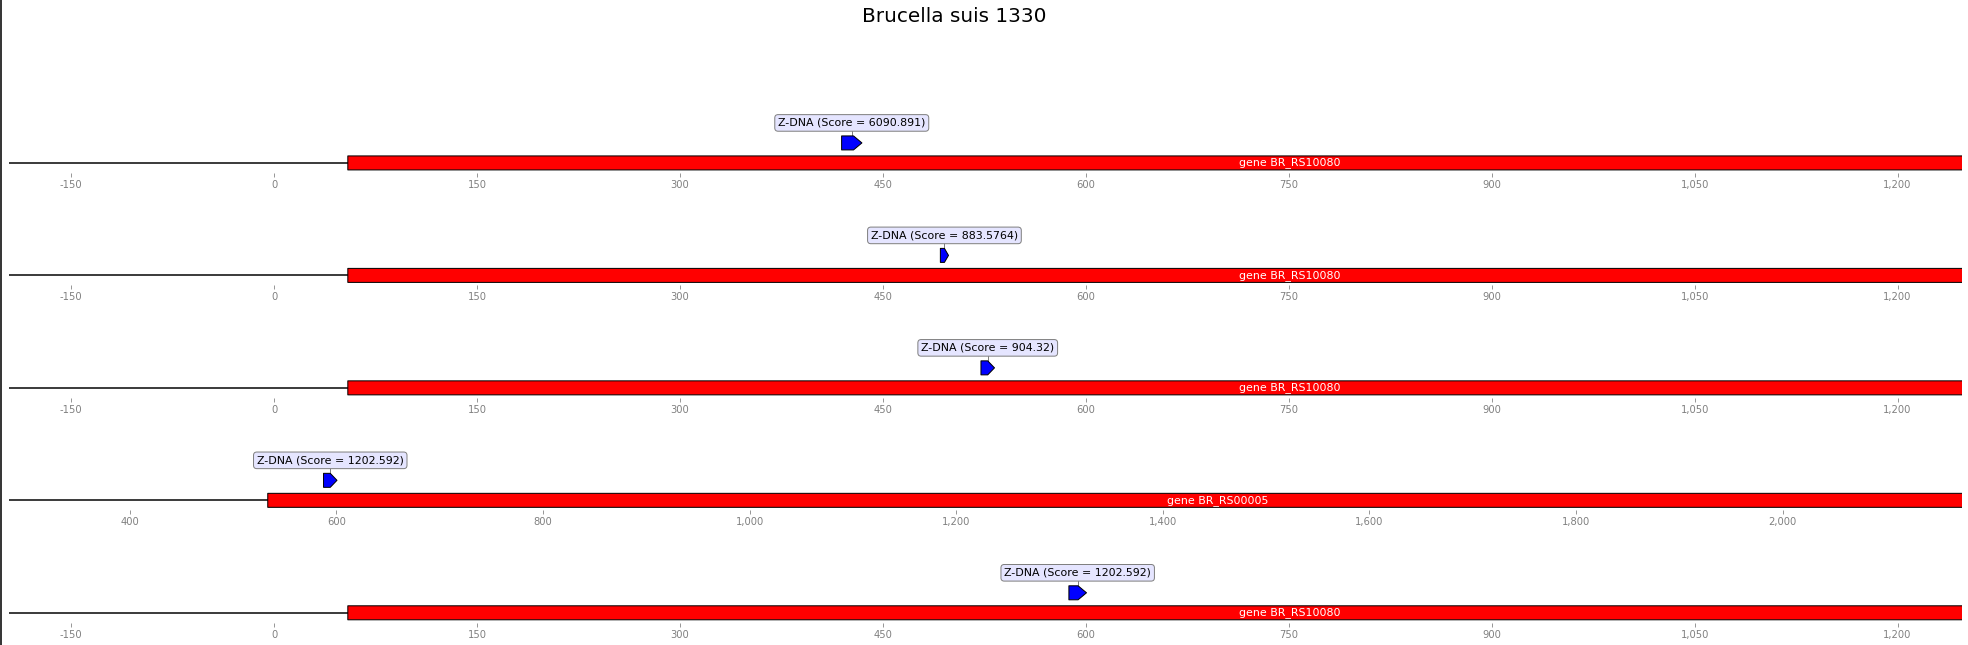 Brucella suis 1330
Z-DNA (Score = 6090.891)
gene BR_RS10080
-150 0 150 300 450 600 750 900 1,050 1,200
Z-DNA (Score = 883.5764)
gene BR_RS10080
-150 0 150 300 450 600 750 900 1,050 1,200
Z-DNA (Score = 904.32)
gene BR_RS10080
-150 0 150 300 450 600 750 900 1,050 1,200
Z-DNA (Score = 1202.592)
gene BR_RS00005
400 600 800 1,000 1,200 1,400 1,600 1,800 2,000
Z-DNA (Score = 1202.592)
gene BR_RS10080
-150 0 150 300 450 600 750 900 1,050 1,200